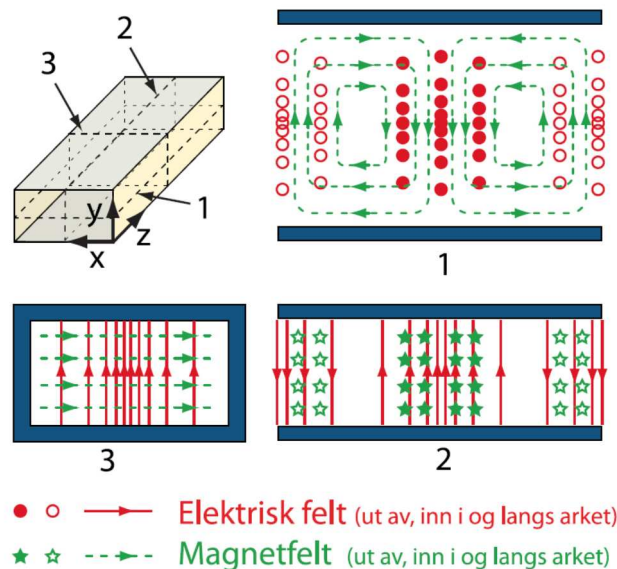 2
3
1
y
z
x
1
3
2
Elektrisk felt (ut av, inn i og langs arket)
Magnetfelt (ut av, inn i og langs arket)